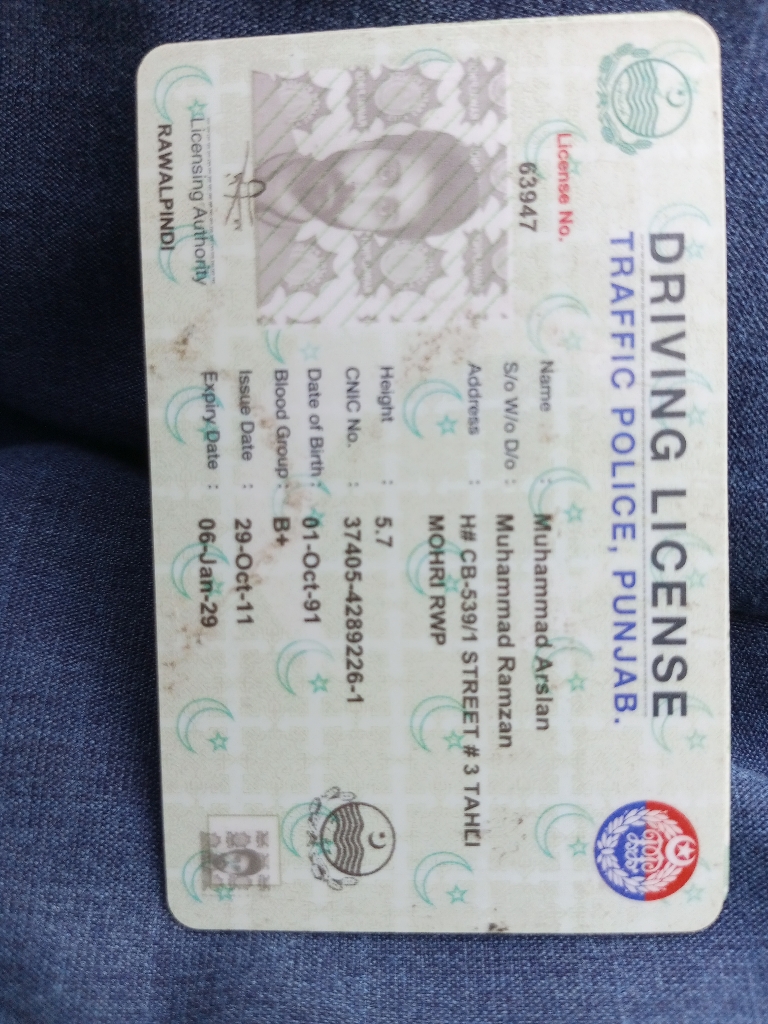 DRIVING LICENSE
TRAFFIC POLICE, PUNJAB.
License No.
63947
Name : Muhammad Arslan
S/o W/o D/o : Muhammad Ramzan
Address : H# CB-539/1 STREET # 3 TAHLI
MOHRI RWP
Height : 5.7
CNIC No. : 37405-4289226-1
Date of Birth : 01-Oct-91
Blood Group : B+
Issue Date : 29-Oct-11
Expiry Date : 06-Jan-29
Licensing Authority
RAWALPINDI